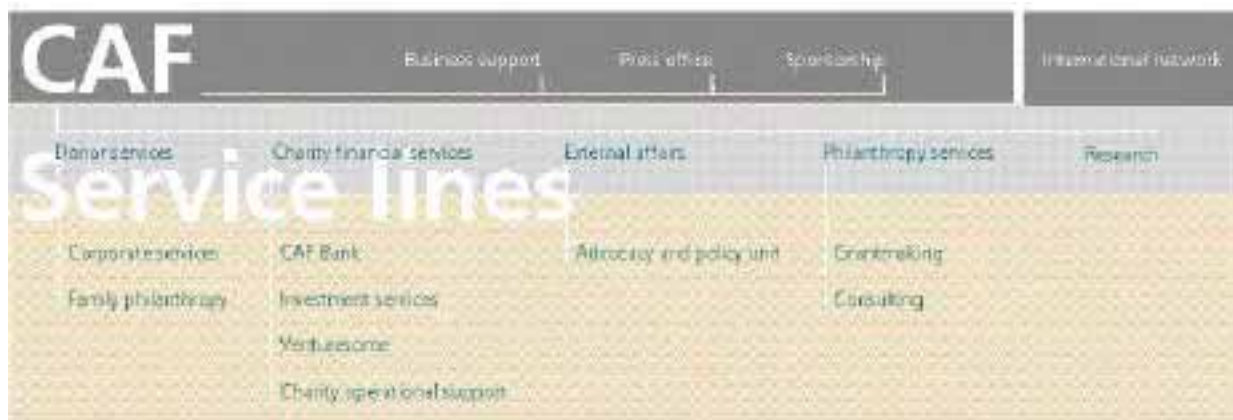 CAF
Business support
Press office
Sponsorship
International network
Donor services
Charity financial services
External affairs
Philanthropy services
Research
Service lines
Corporate services
CAF Bank
Advocacy and policy unit
Grantmaking
Family philanthropy
Investment services
Consulting
Venturesome
Charity operational support